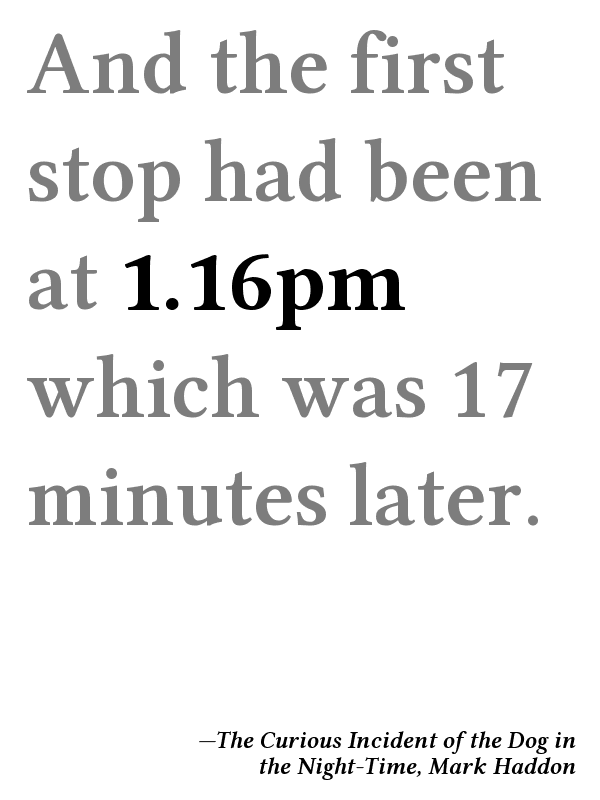 And the first
stop had been
at 1.16pm
which was 17
minutes later.
—The Curious Incident of the Dog in
the Night-Time, Mark Haddon